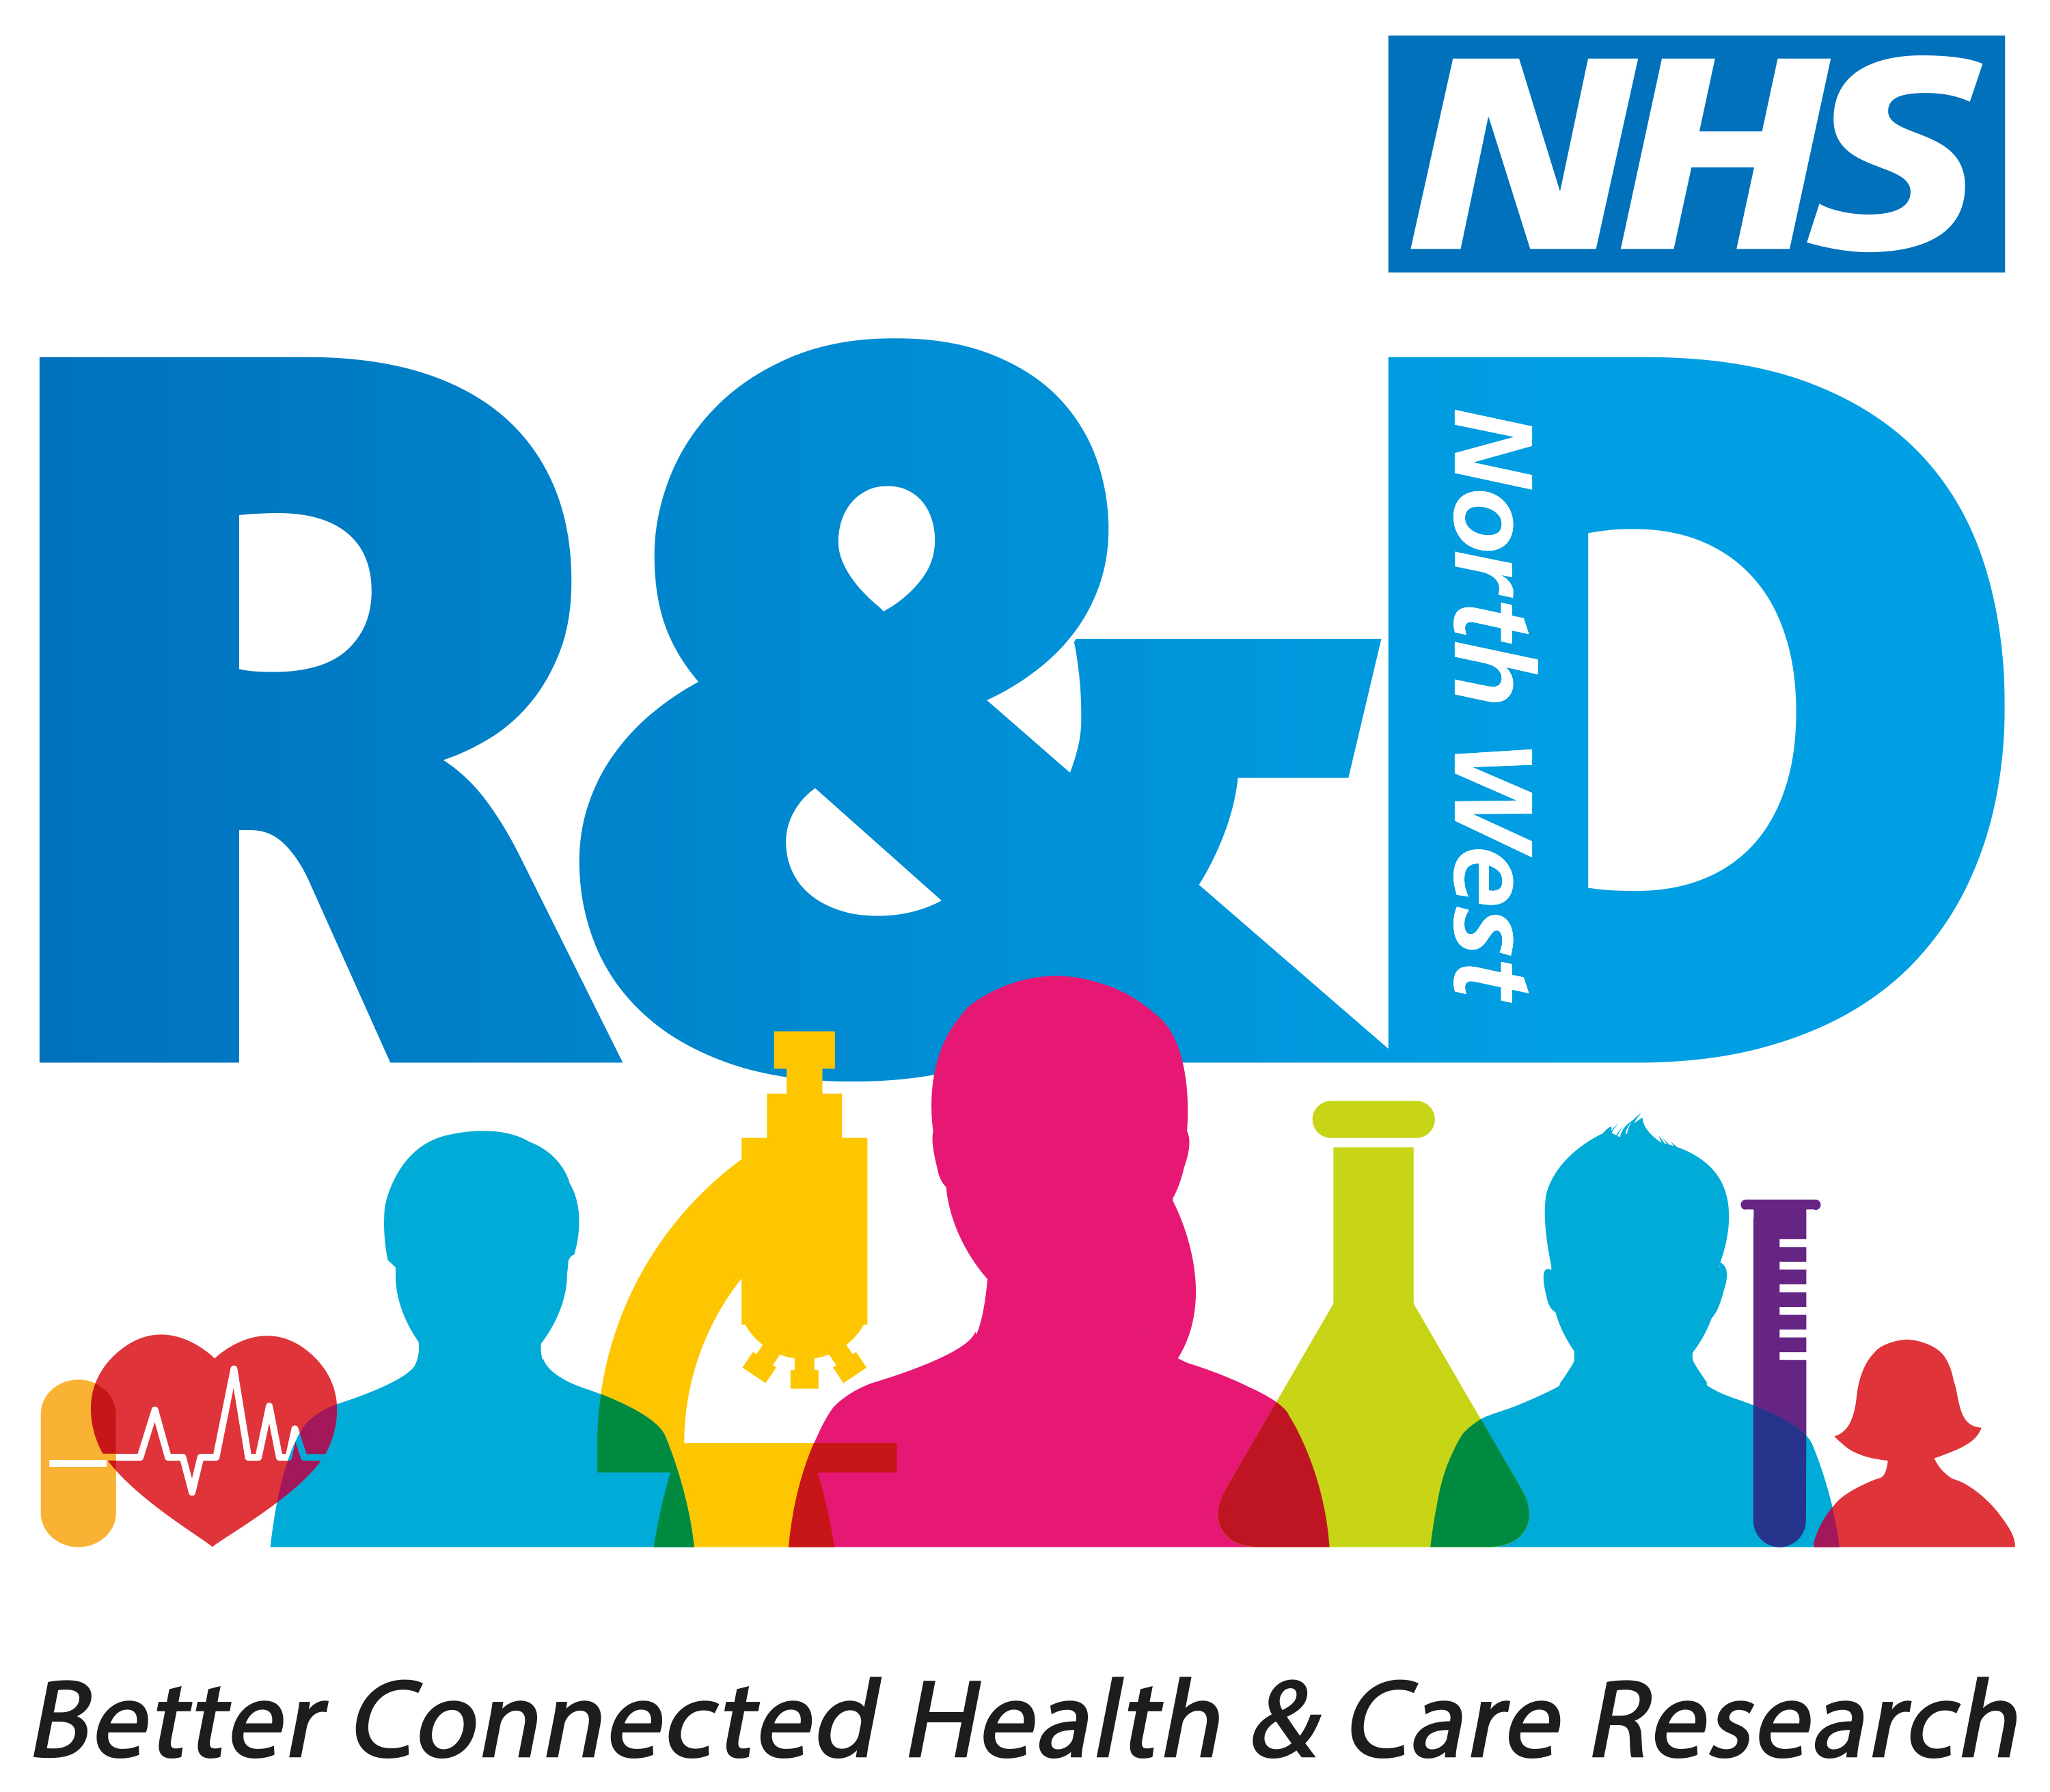 NHS
R&D
North West
Better Connected Health & Care Research